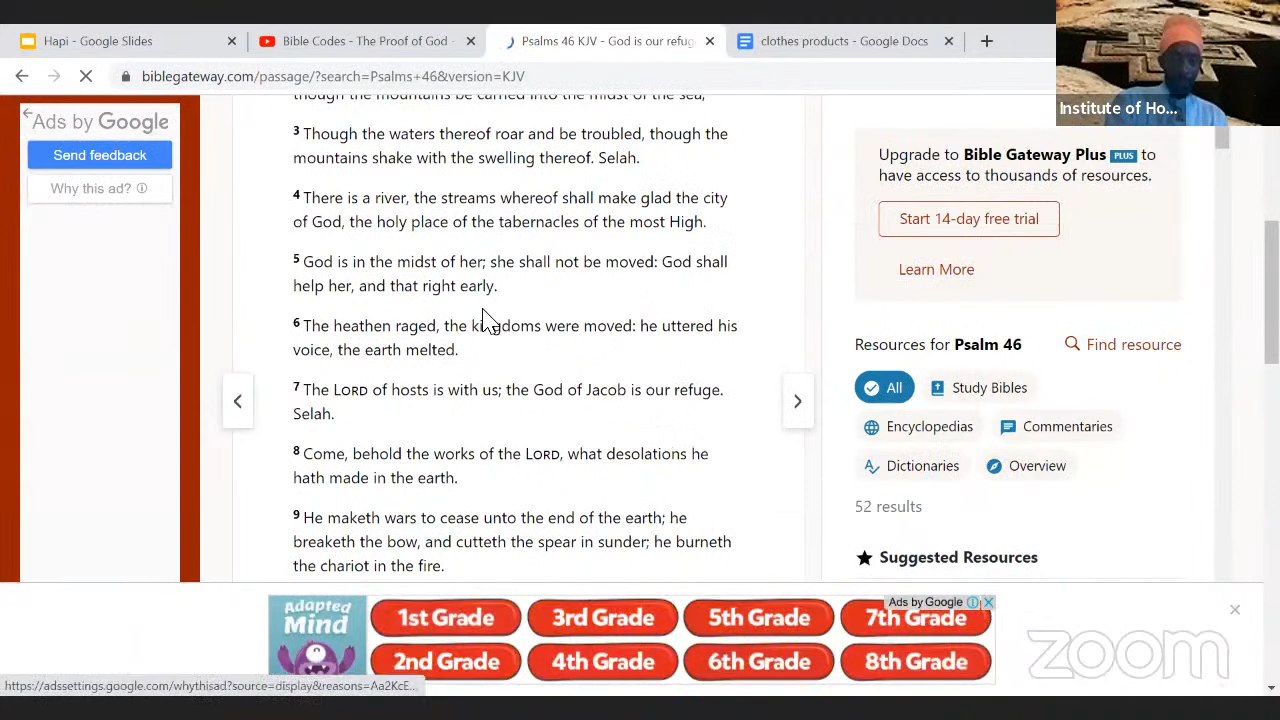 Hapi - Google Slides
Bible Codes - The Proof of God -
Psalms 46 KJV - God is our refug
clothes products - Google Docs
biblegateway.com/passage/?search=Psalms+46&version=KJV
Institute of Ho...
Ads by Google
Send feedback
Why this ad?
though the mountains be carried into the midst of the sea;
3 Though the waters thereof roar and be troubled, though the
mountains shake with the swelling thereof. Selah.
4 There is a river, the streams whereof shall make glad the city
of God, the holy place of the tabernacles of the most High.
5 God is in the midst of her; she shall not be moved: God shall
help her, and that right early.
6 The heathen raged, the kingdoms were moved: he uttered his
voice, the earth melted.
7 The LORD of hosts is with us; the God of Jacob is our refuge.
Selah.
8 Come, behold the works of the LORD, what desolations he
hath made in the earth.
9 He maketh wars to cease unto the end of the earth; he
breaketh the bow, and cutteth the spear in sunder; he burneth
the chariot in the fire.
Upgrade to Bible Gateway Plus PLUS to
have access to thousands of resources.
Start 14-day free trial
Learn More
Resources for Psalm 46
Find resource
All
Study Bibles
Encyclopedias
Commentaries
Dictionaries
Overview
52 results
Suggested Resources
Adapted
Mind
1st Grade
3rd Grade
5th Grade
7th Grade
2nd Grade
4th Grade
6th Grade
8th Grade
Ads by Google
zoom
https://adssettings.google.com/whythisad?source=display&reasons=Aa2KcE...